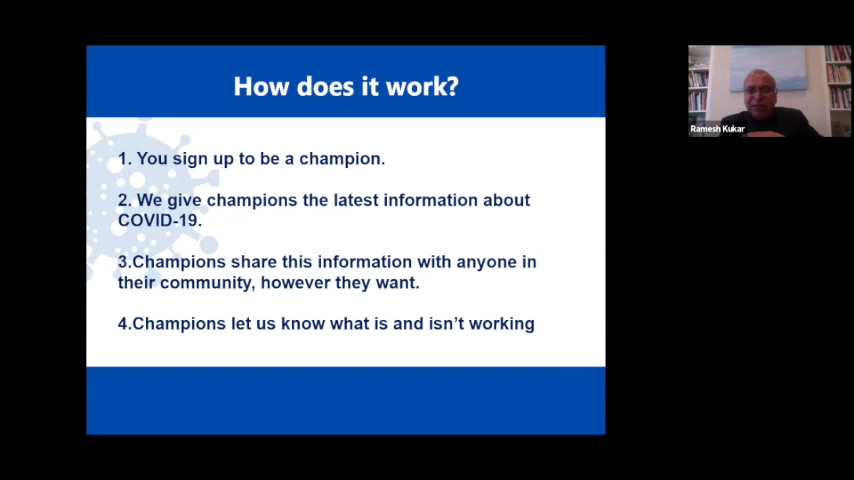 How does it work?
1. You sign up to be a champion.
2. We give champions the latest information about
COVID-19.
3.Champions share this information with anyone in
their community, however they want.
4.Champions let us know what is and isn't working
Ramesh Kukar